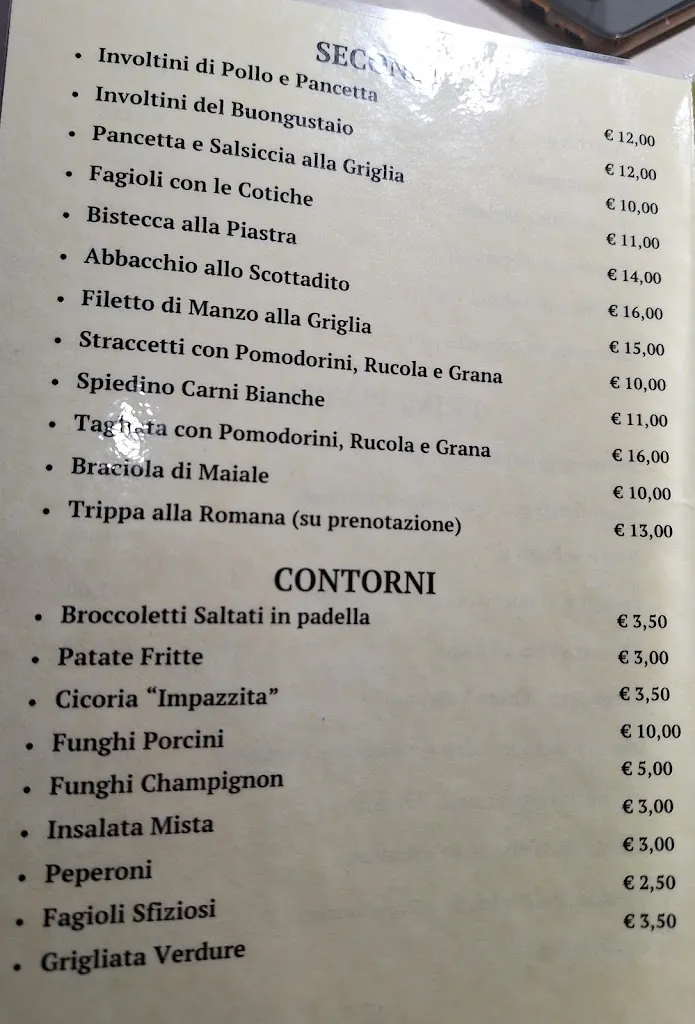 • Involtini di Pollo e Pancetta € 12,00
• Involtini del Buongustaio € 12,00
• Pancetta e Salsiccia alla Griglia € 10,00
• Fagioli con le Cotiche € 11,00
• Bistecca alla Piastra € 14,00
• Abbacchio allo Scottadito € 16,00
• Filetto di Manzo alla Griglia € 15,00
• Straccetti con Pomodorini, Rucola e Grana € 10,00
• Spiedino Carni Bianche € 11,00
• Tagliata con Pomodorini, Rucola e Grana € 16,00
• Braciola di Maiale € 10,00
• Trippa alla Romana (su prenotazione) € 13,00
CONTORNI
• Broccoletti Saltati in padella € 3,50
• Patate Fritte € 3,00
• Cicoria “Impazzita” € 3,50
• Funghi Porcini € 10,00
• Funghi Champignon € 5,00
• Insalata Mista € 3,00
• Peperoni € 3,00
• Fagioli Sfiziosi € 2,50
• Grigliata Verdure € 3,50